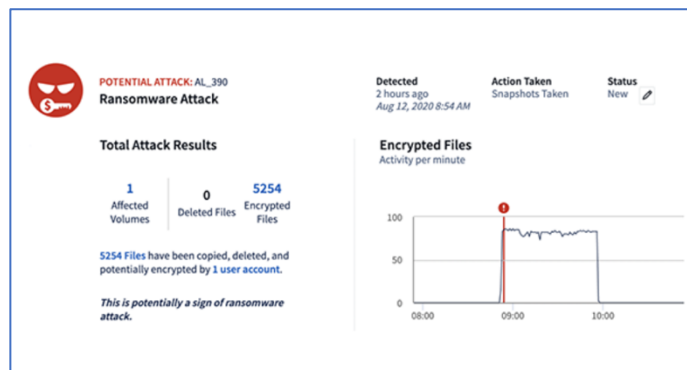 POTENTIAL ATTACK: AL_390
Ransomware Attack
Detected
2 hours ago
Aug 12, 2020 8:54 AM
Action Taken
Snapshots Taken
Status
New
Total Attack Results
1
Affected
Volumes
0
Deleted Files
5254
Encrypted
Files
5254 Files have been copied, deleted, and
potentially encrypted by 1 user account.
This is potentially a sign of ransomware
attack.
Encrypted Files
Activity per minute
100
50
0
08:00
09:00
10:00
$
!